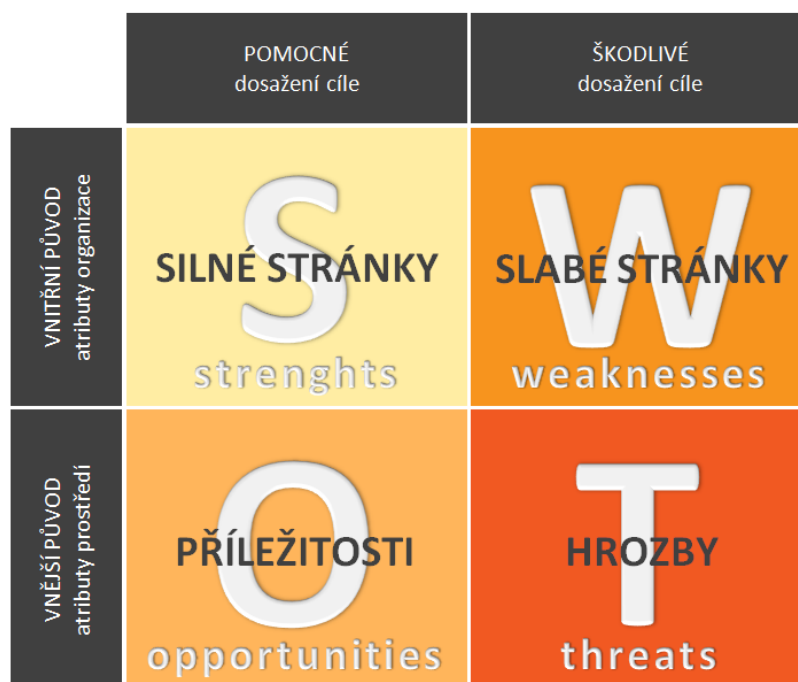 POMOCNÉ
dosažení cíle
ŠKODLIVÉ
dosažení cíle
VNITŘNÍ PŮVOD
atributy organizace
S
SILNÉ STRÁNKY
strenghts
W
SLABÉ STRÁNKY
weaknesses
VNĚJŠÍ PŮVOD
atributy prostředí
O
PŘÍLEŽITOSTI
opportunities
T
HROZBY
threats